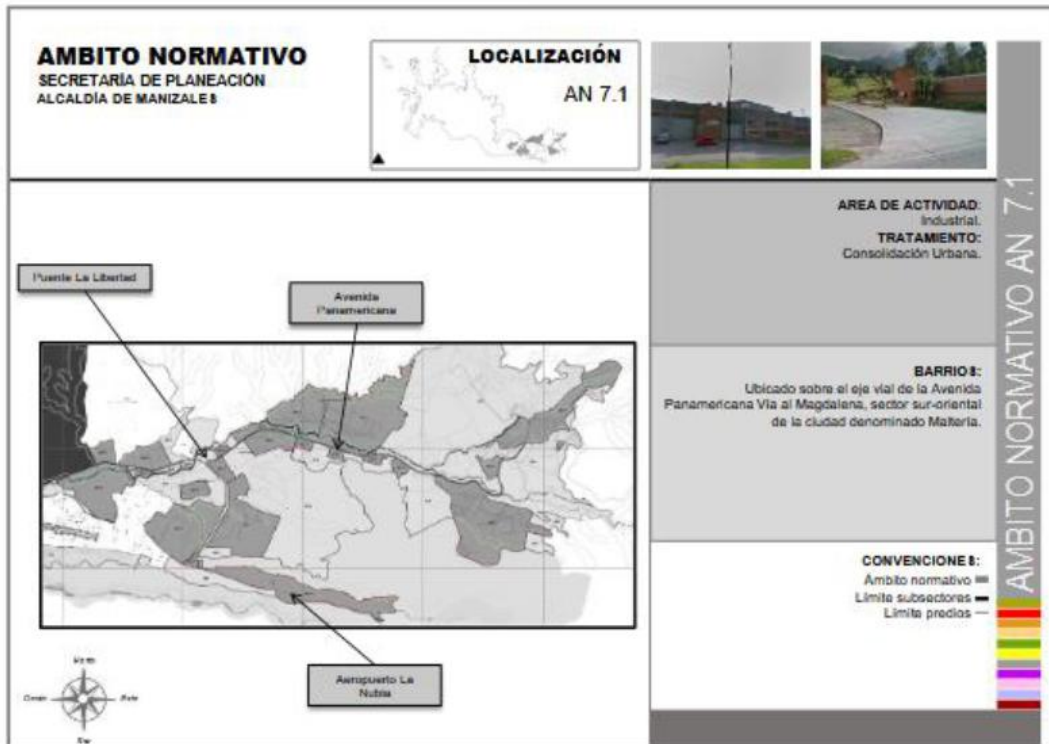 AMBITO NORMATIVO
SECRETARÍA DE PLANEACIÓN
ALCALDÍA DE MANIZALES
LOCALIZACIÓN
AN 7.1
AREA DE ACTIVIDAD:
Industrial.
TRATAMIENTO:
Consolidación Urbana.
Puente La Libertad
Avenida
Panamericana
BARRIOS:
Ubicado sobre el eje vial de la Avenida
Panamericana Vía al Magdalena, sector sur-oriental
de la ciudad denominado Maltería.
CONVENCIONES:
Ámbito normativo
Límite subsectores
Límite predios
Aeropuerto La
Nubia
Norte
Oeste
Este
Sur
AMBITO NORMATIVO AN 7.1